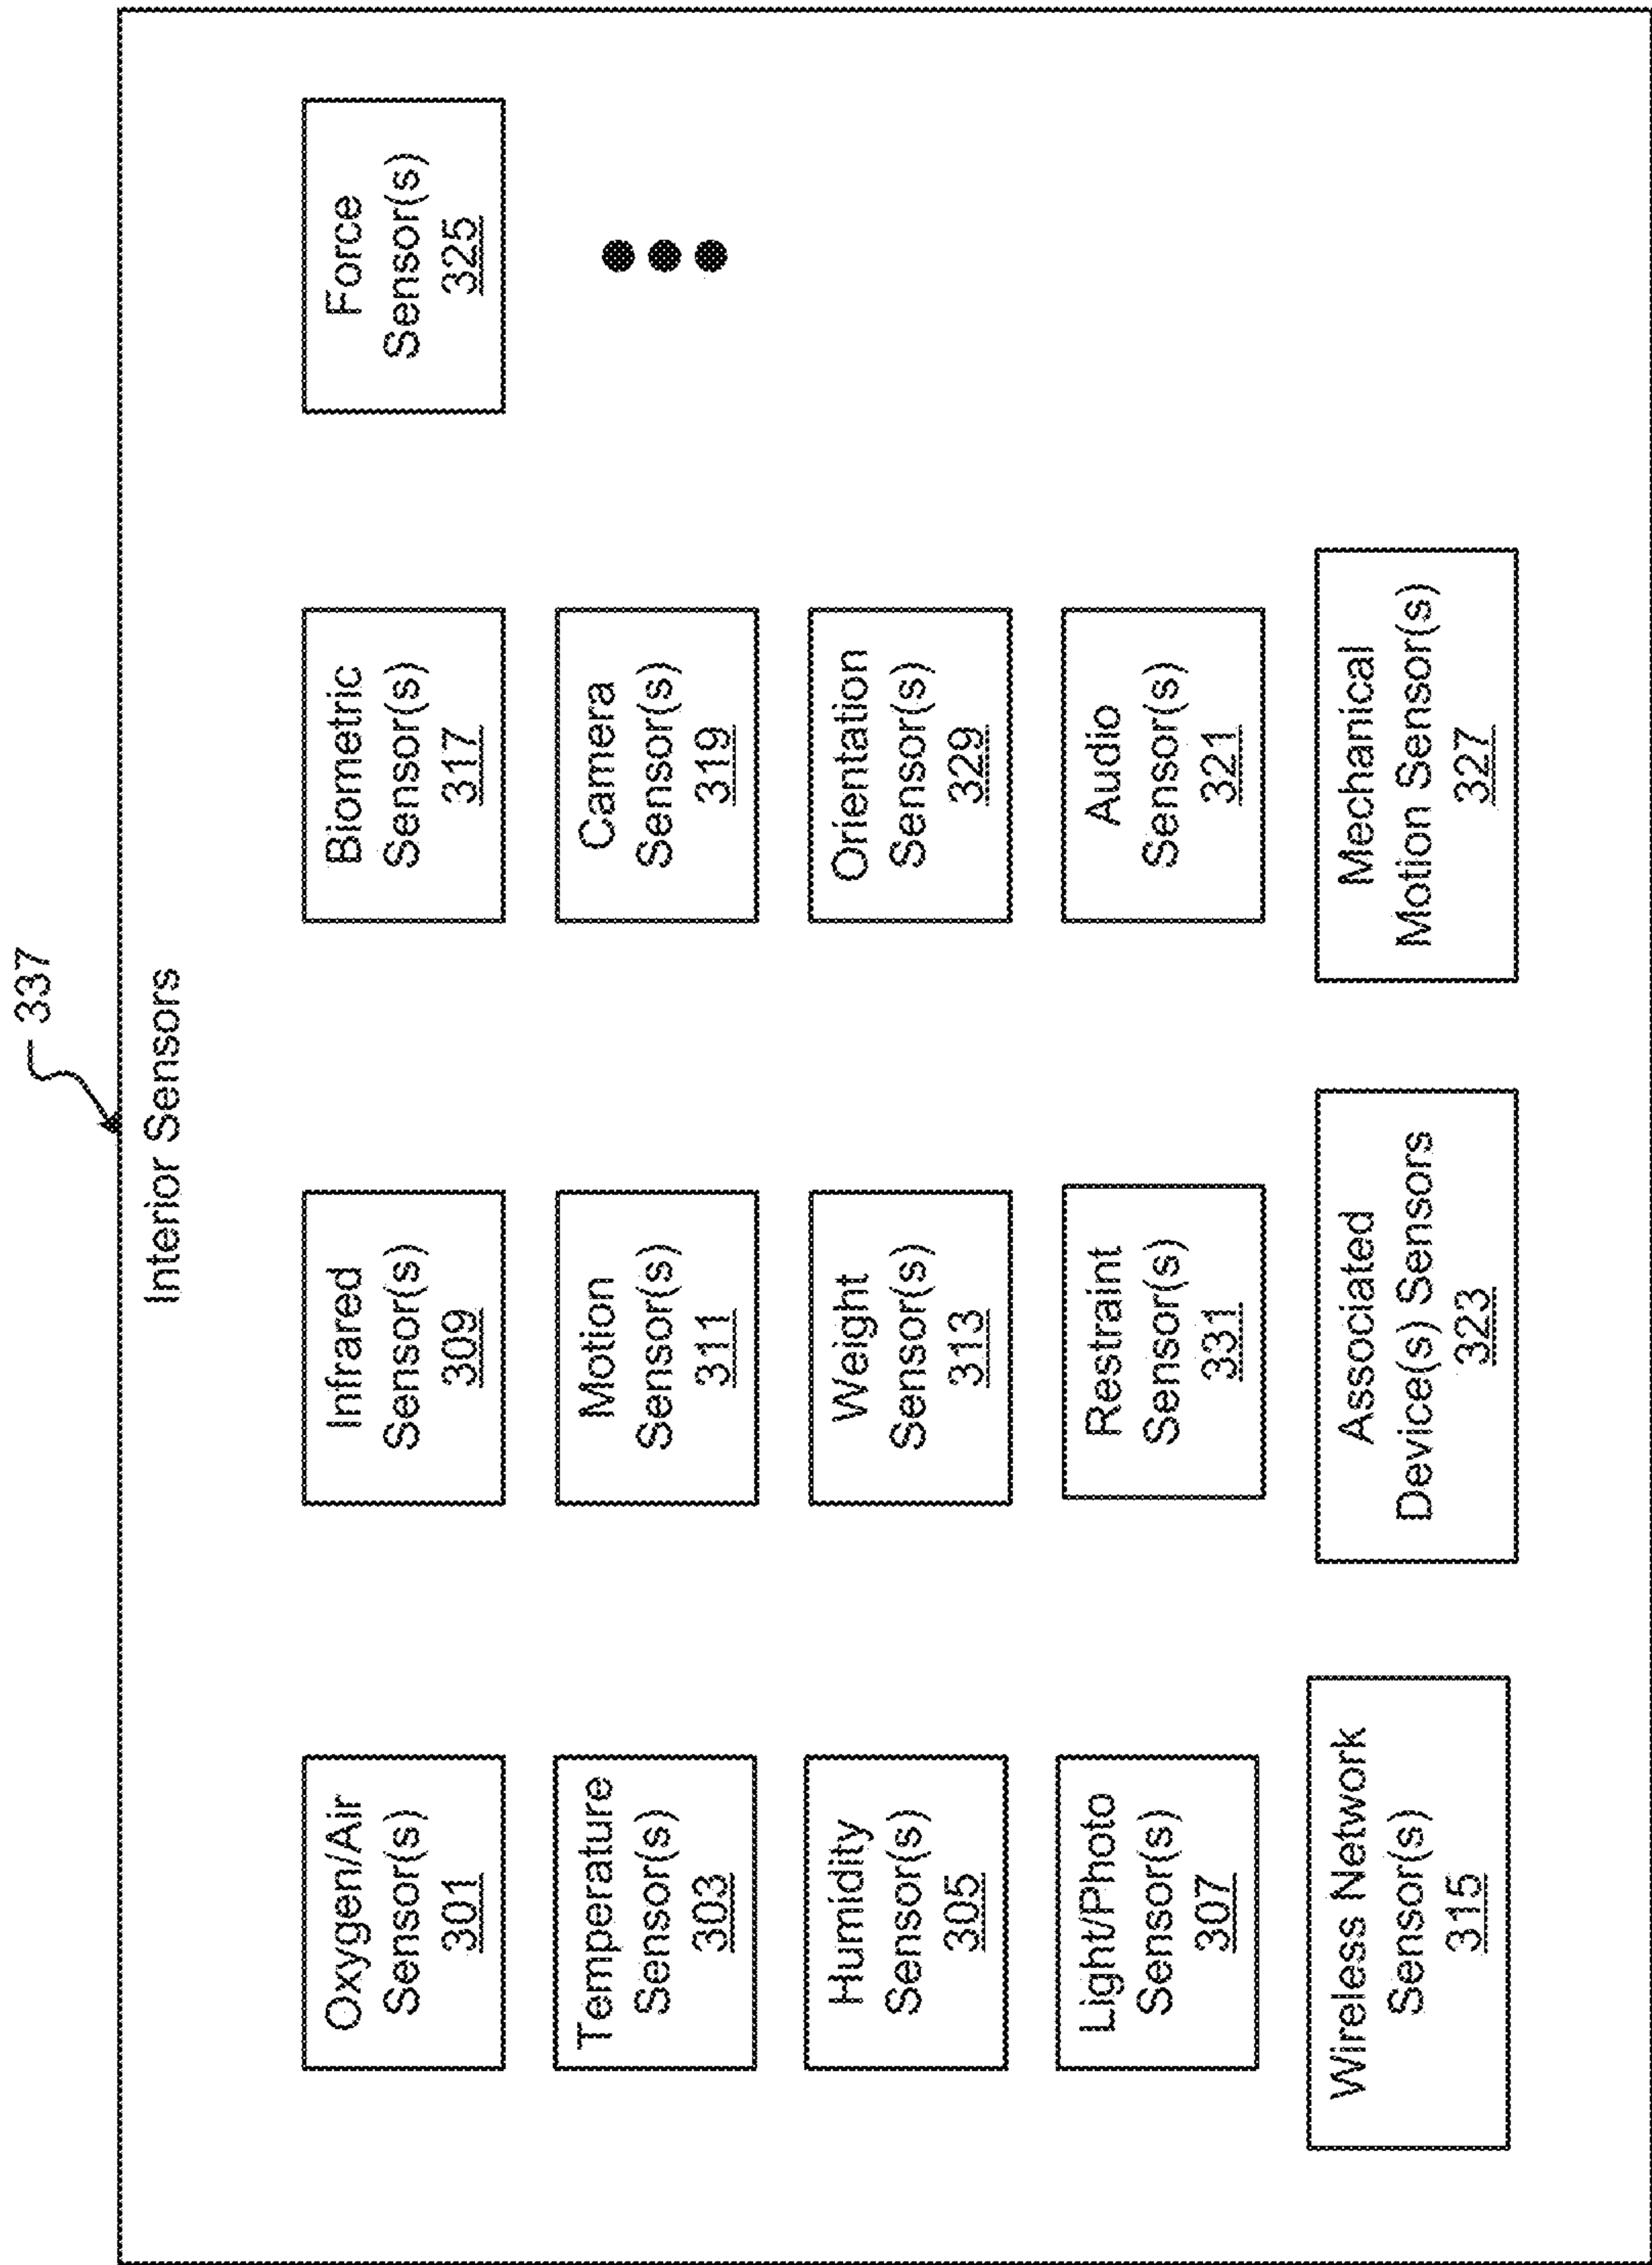 337
Interior Sensors
Oxygen/Air
Sensor(s)
301
Temperature
Sensor(s)
303
Humidity
Sensor(s)
305
Light/Photo
Sensor(s)
307
Wireless Network
Sensor(s)
315
Infrared
Sensor(s)
309
Motion
Sensor(s)
311
Weight
Sensor(s)
313
Restraint
Sensor(s)
331
Associated
Device(s) Sensors
323
Biometric
Sensor(s)
317
Camera
Sensor(s)
319
Orientation
Sensor(s)
329
Audio
Sensor(s)
321
Mechanical
Motion Sensor(s)
327
Force
Sensor(s)
325